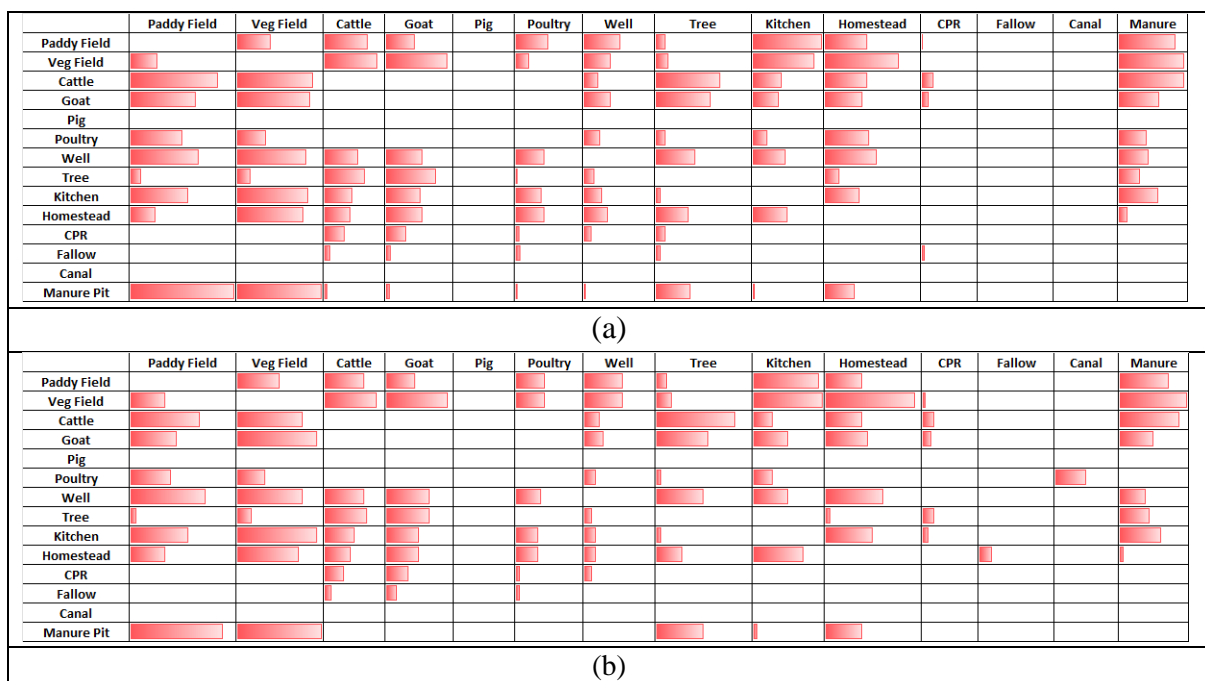 Paddy Field Veg Field Cattle Goat Pig Poultry Well Tree Kitchen Homestead CPR Fallow Canal Manure
Paddy Field
Veg Field
Cattle
Goat
Pig
Poultry
Well
Tree
Kitchen
Homestead
CPR
Fallow
Canal
Manure Pit
(a)
Paddy Field Veg Field Cattle Goat Pig Poultry Well Tree Kitchen Homestead CPR Fallow Canal Manure
Paddy Field
Veg Field
Cattle
Goat
Pig
Poultry
Well
Tree
Kitchen
Homestead
CPR
Fallow
Canal
Manure Pit
(b)